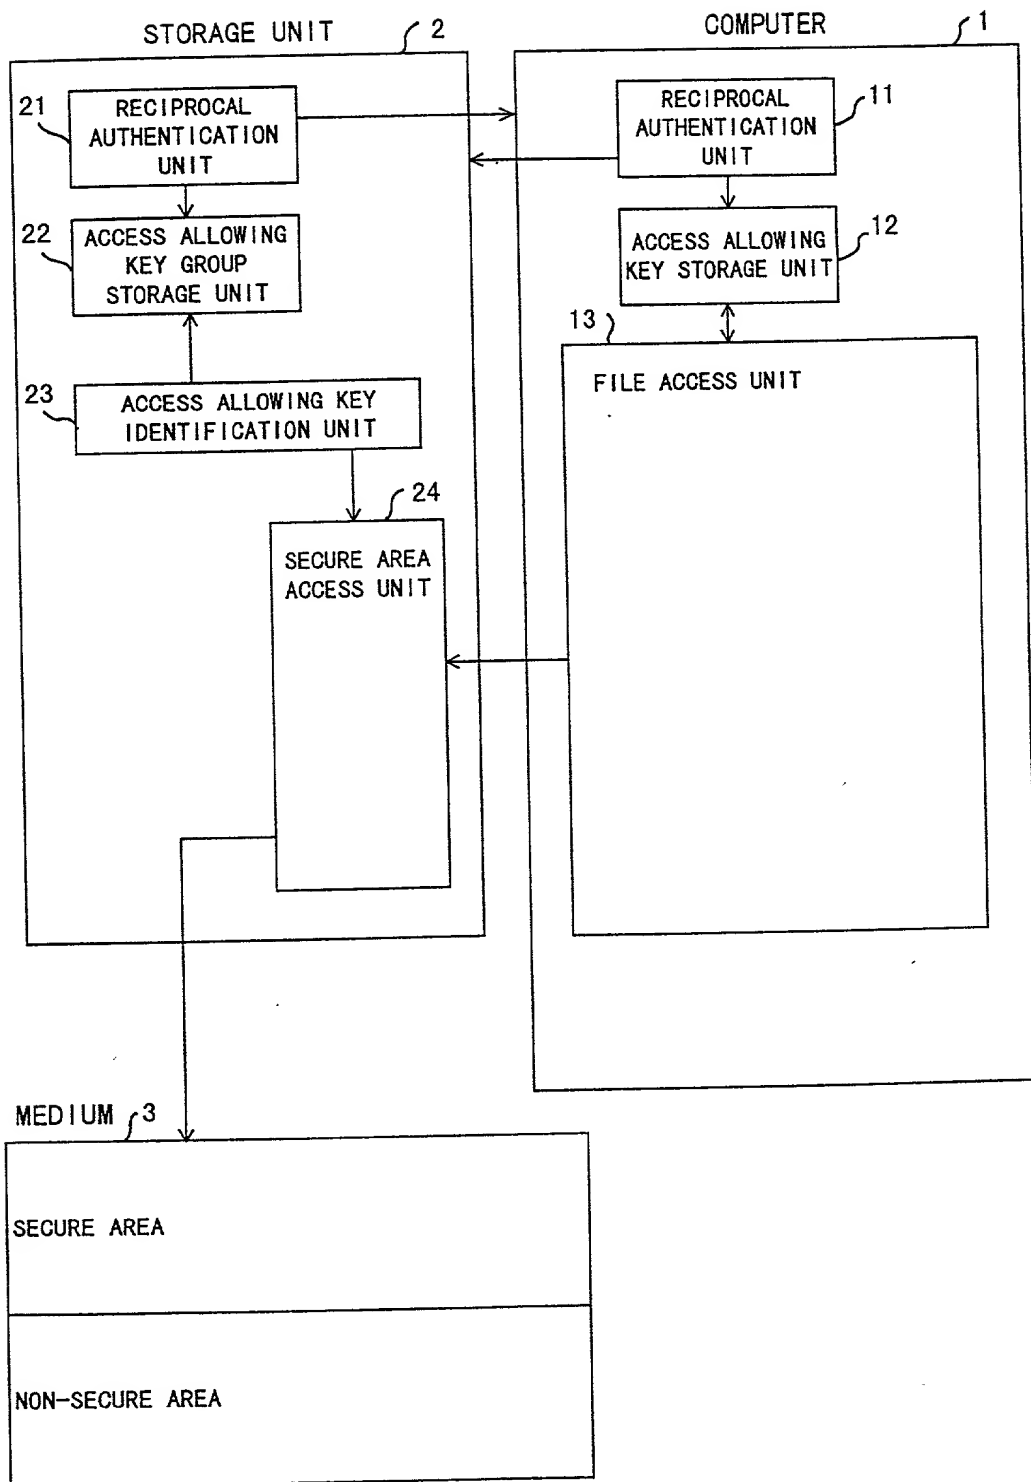 STORAGE UNIT 2
COMPUTER 1
21
RECIPROCAL
AUTHENTICATION
UNIT
RECIPROCAL
AUTHENTICATION
UNIT
11
22
ACCESS ALLOWING
KEY GROUP
STORAGE UNIT
ACCESS ALLOWING
KEY STORAGE UNIT
12
23
ACCESS ALLOWING KEY
IDENTIFICATION UNIT
13
FILE ACCESS UNIT
24
SECURE AREA
ACCESS UNIT
MEDIUM 3
SECURE AREA
NON-SECURE AREA